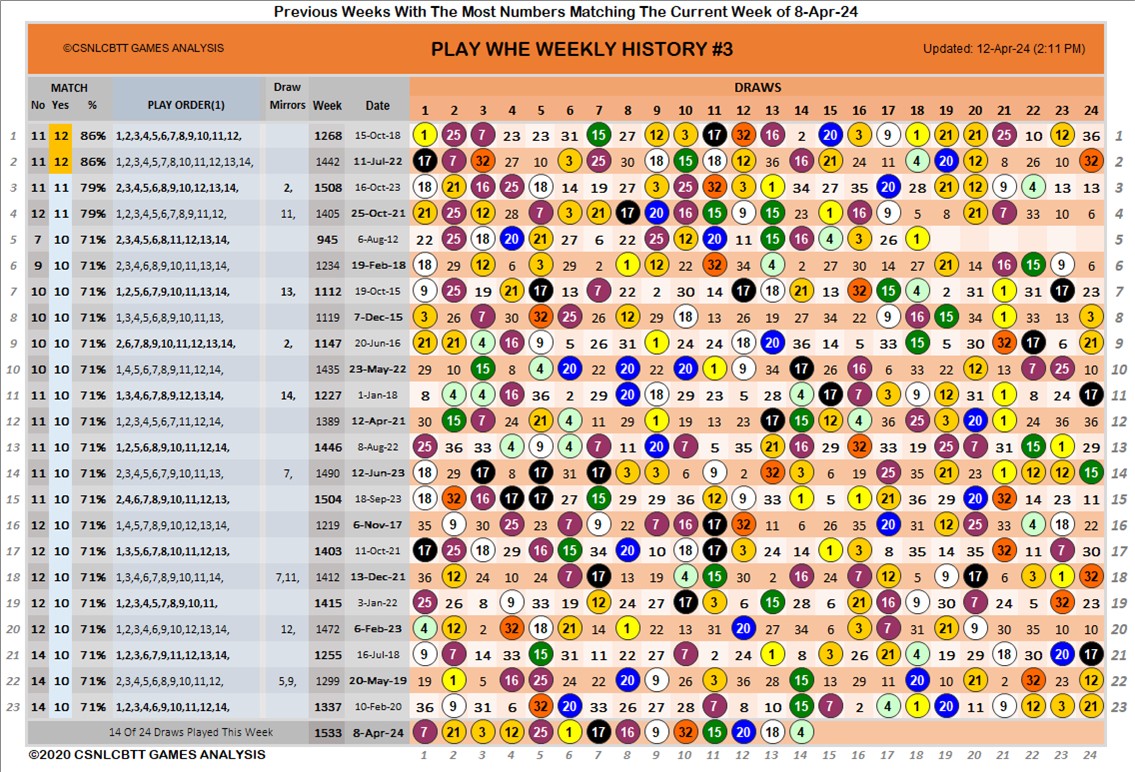 Previous Weeks With The Most Numbers Matching The Current Week of 8-Apr-24
©CSNLCBTT GAMES ANALYSIS PLAY WHE WEEKLY HISTORY #3 Updated: 12-Apr-24 (2:11 PM)
MATCH Draw DRAWS
No Yes % PLAY ORDER(1) Mirrors Week Date 1 2 3 4 5 6 7 8 9 10 11 12 13 14 15 16 17 18 19 20 21 22 23 24
1 11 12 86% 1,2,3,4,5,6,7,8,9,10,11,12, 1268 15-Oct-18 1 25 7 23 23 31 15 27 12 3 17 32 16 2 20 3 9 1 21 21 25 10 12 36 1
2 11 12 86% 1,2,3,4,5,7,8,10,11,12,13,14, 1442 11-Jul-22 17 7 32 27 10 3 25 30 18 15 18 12 36 16 21 24 11 4 20 12 8 26 10 32 2
3 11 11 79% 2,3,4,5,6,8,9,10,12,13,14, 2, 1508 16-Oct-23 18 21 16 25 18 14 19 27 3 25 32 3 1 34 27 35 20 28 21 12 9 4 13 13 3
4 12 11 79% 1,2,3,4,5,6,7,8,9,11,12, 11, 1405 25-Oct-21 21 25 12 28 7 3 21 17 20 16 15 9 15 23 1 16 9 5 8 21 7 33 10 6 4
5 7 10 71% 2,3,4,5,6,8,11,12,13,14, 945 6-Aug-12 22 25 18 20 21 27 6 22 25 12 20 11 15 16 4 3 26 1 5
6 9 10 71% 2,3,4,6,8,9,10,11,13,14, 1234 19-Feb-18 18 29 12 6 3 29 2 1 12 22 32 34 4 2 27 30 14 27 21 14 16 15 9 6 6
7 10 10 71% 1,2,5,6,7,9,10,11,13,14, 13, 1112 19-Oct-15 9 25 19 21 17 13 7 22 2 30 14 17 18 21 13 32 15 4 2 31 1 31 17 23 7
8 10 10 71% 1,3,4,5,6,8,9,10,11,13, 1119 7-Dec-15 3 26 7 30 32 25 26 12 29 18 13 26 19 27 34 22 9 16 15 34 1 33 13 3 8
9 10 10 71% 2,6,7,8,9,10,11,12,13,14, 2, 1147 20-Jun-16 21 21 4 16 9 5 26 31 1 24 24 18 20 36 14 5 33 15 5 30 32 17 6 21 9
10 10 10 71% 1,4,5,6,7,8,9,11,12,14, 1435 23-May-22 29 10 15 8 4 20 22 20 22 20 1 9 34 17 26 16 6 33 22 12 13 7 25 10 10
11 11 10 71% 1,3,4,6,7,8,9,12,13,14, 14, 1227 1-Jan-18 8 4 4 16 36 2 29 20 18 29 23 5 28 4 17 7 3 9 12 31 1 8 24 17 11
12 11 10 71% 1,2,3,4,5,6,7,11,12,14, 1389 12-Apr-21 30 15 7 24 21 4 11 29 1 19 13 23 17 15 12 4 36 25 3 20 1 24 36 36 12
13 11 10 71% 1,2,5,6,8,9,10,11,12,14, 1446 8-Aug-22 25 36 33 4 9 4 11 9 20 7 5 35 21 16 29 32 33 19 25 7 31 15 1 29 13
14 11 10 71% 2,3,4,5,6,7,9,10,11,13, 7, 1490 12-Jun-23 18 29 17 8 17 31 17 3 3 6 9 2 32 3 6 19 25 35 21 23 1 12 12 15 14
15 11 10 71% 2,4,6,7,8,9,10,11,12,13, 1504 18-Sep-23 18 32 16 17 17 27 15 29 29 36 12 9 33 1 5 1 21 36 29 20 32 14 23 11 15
16 12 10 71% 1,4,5,7,8,9,10,12,13,14, 1219 6-Nov-17 35 9 30 25 23 7 9 22 7 16 17 32 11 6 26 35 20 31 12 25 33 4 18 22 16
17 12 10 71% 1,3,5,6,7,8,10,11,12,13, 1403 11-Oct-21 17 25 18 29 16 15 34 20 10 18 17 3 24 14 1 3 8 35 14 35 32 11 7 30 17
18 12 10 71% 1,3,4,6,7,8,9,10,11,14, 7,11, 1412 13-Dec-21 36 12 24 10 24 7 17 13 19 4 15 30 2 16 24 7 12 5 9 17 6 3 1 32 18
19 12 10 71% 1,2,3,4,5,7,8,9,10,11, 1415 3-Jan-22 25 26 8 9 33 19 12 24 27 17 3 6 15 28 6 21 16 9 30 7 24 5 32 23 19
20 12 10 71% 1,2,3,4,6,9,10,12,13,14, 12, 1472 6-Feb-23 4 12 2 32 18 21 14 1 22 13 31 20 27 34 6 3 7 31 21 9 30 35 10 10 20
21 14 10 71% 1,2,3,6,7,9,11,12,13,14, 1255 16-Jul-18 9 7 14 33 15 31 11 22 27 7 2 24 1 8 3 26 21 4 19 29 18 30 20 17 21
22 14 10 71% 2,3,4,5,6,8,9,10,11,12, 5,9, 1299 20-May-19 19 1 5 16 25 24 22 20 9 26 3 36 28 15 13 29 11 20 10 21 2 32 23 12 22
23 14 10 71% 1,2,3,4,6,9,10,11,12,14, 1337 10-Feb-20 36 9 31 6 32 20 33 26 27 28 7 8 10 15 7 2 4 1 20 11 9 12 3 21 23
14 Of 24 Draws Played This Week 1533 8-Apr-24 7 21 3 12 25 1 17 16 9 32 15 20 18 4
©2020 CSNLCBTT GAMES ANALYSIS 1 2 3 4 5 6 7 8 9 10 11 12 13 14 15 16 17 18 19 20 21 22 23 24